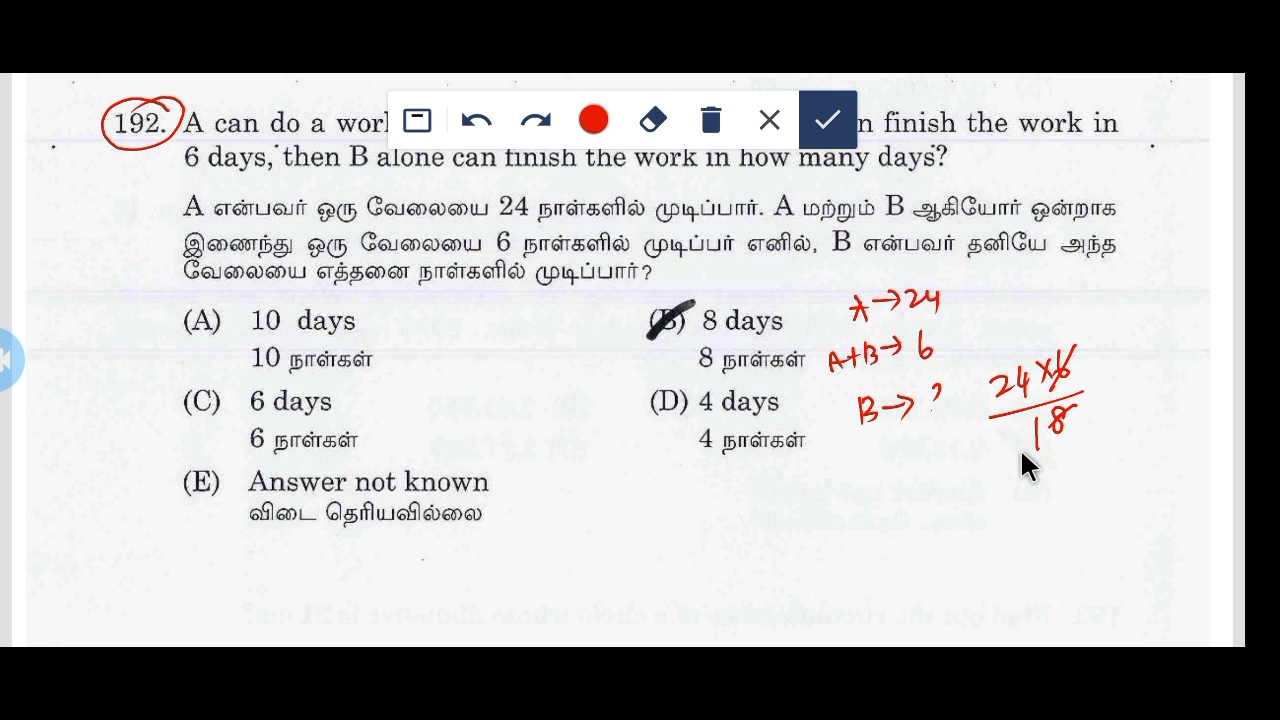 192. A can do a work n finish the work in
6 days, then B alone can finish the work in how many days?
A என்பவர் ஒரு வேலையை 24 நாள்களில் முடிப்பார். A மற்றும் B ஆகியோர் ஒன்றாக
இணைந்து ஒரு வேலையை 6 நாள்களில் முடிப்பர் எனில், B என்பவர் தனியே அந்த
வேலையை எத்தனை நாள்களில் முடிப்பார்?
(A) 10 days (B) 8 days
10 நாள்கள் 8 நாள்கள்
(C) 6 days (D) 4 days
6 நாள்கள் 4 நாள்கள்
(E) Answer not known
விடை தெரியவில்லை
A → 24
A+B → 6
B → ?
24 × 6
18